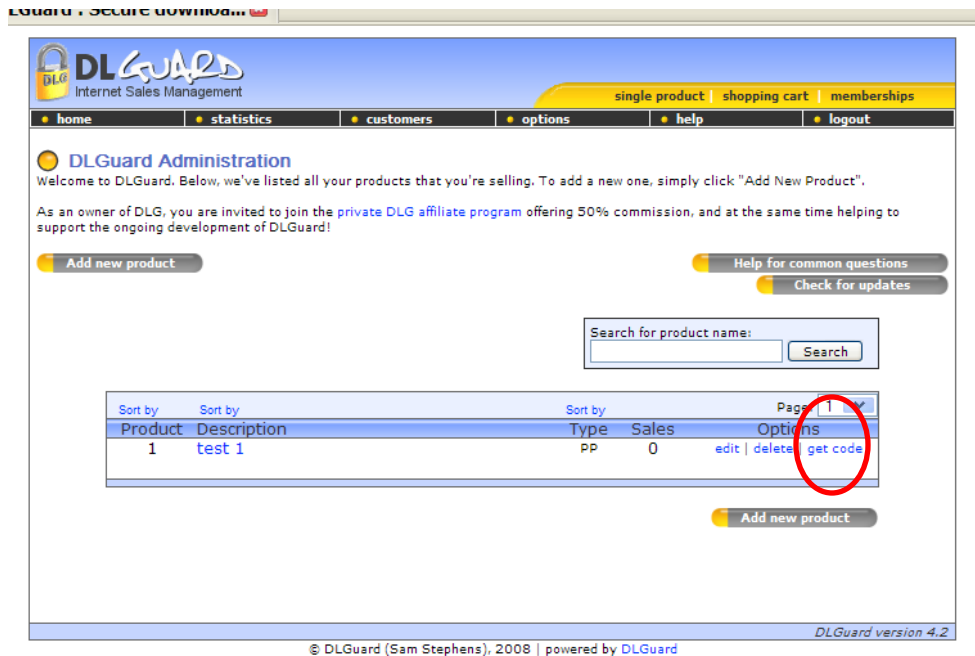 LGuard : Secure downloa...
DLG
DL GUARD
Internet Sales Management
single product | shopping cart | memberships
home statistics customers options help logout
DLGuard Administration
Welcome to DLGuard. Below, we've listed all your products that you're selling. To add a new one, simply click "Add New Product".
As an owner of DLG, you are invited to join the private DLG affiliate program offering 50% commission, and at the same time helping to
support the ongoing development of DLGuard!
Add new product
Help for common questions
Check for updates
Search for product name:
Search
Page: 1
Sort by Sort by Sort by
Product Description Type Sales Options
1 test 1 PP 0 edit | delete | get code
Add new product
DLGuard version 4.2
© DLGuard (Sam Stephens), 2008 | powered by DLGuard